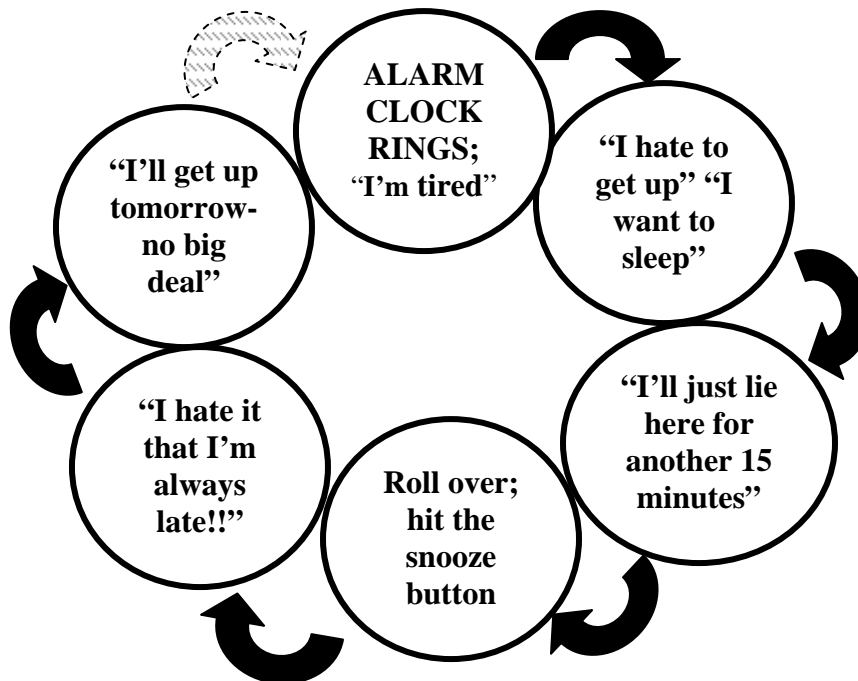 ALARM
CLOCK
RINGS;
“I'm tired”
“I hate to
get up” “I
want to
sleep”
“I’ll just lie
here for
another 15
minutes”
Roll over;
hit the
snooze
button
“I hate it
that I’m
always
late!!”
“I’ll get up
tomorrow-
no big
deal”